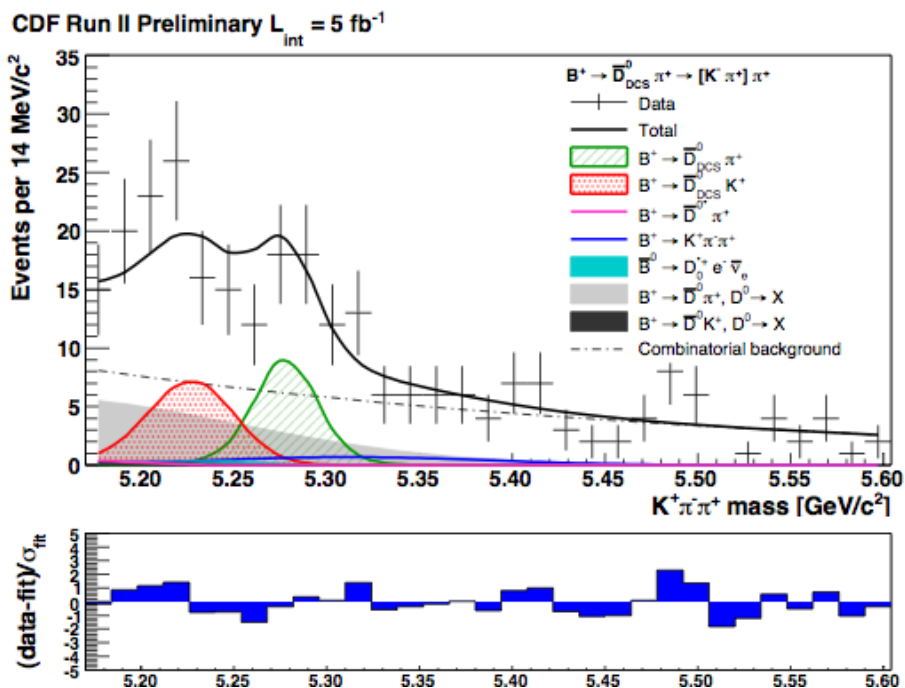 CDF Run II Preliminary L_int = 5 fb⁻¹
Events per 14 MeV/c²
35
30
25
20
15
10
5
0
B⁺ → D̅⁰_DCS π⁺ → [K⁻ π⁺] π⁺
Data
Total
B⁺ → D̅⁰_DCS π⁺
B⁺ → D̅⁰_DCS K⁺
B⁺ → D̅⁰* π⁺
B⁺ → K⁺π⁻π⁺
B̅⁰ → D₀*⁺ e⁻ ν̅_e
B⁺ → D̅⁰π⁺, D⁰→ X
B⁺ → D̅⁰K⁺, D⁰→ X
Combinatorial background
5.20 5.25 5.30 5.35 5.40 5.45 5.50 5.55 5.60
K⁺π⁻π⁺ mass [GeV/c²]
(data-fit)/σ_fit
5
4
3
2
1
0
-1
-2
-3
-4
-5
5.20 5.25 5.30 5.35 5.40 5.45 5.50 5.55 5.60